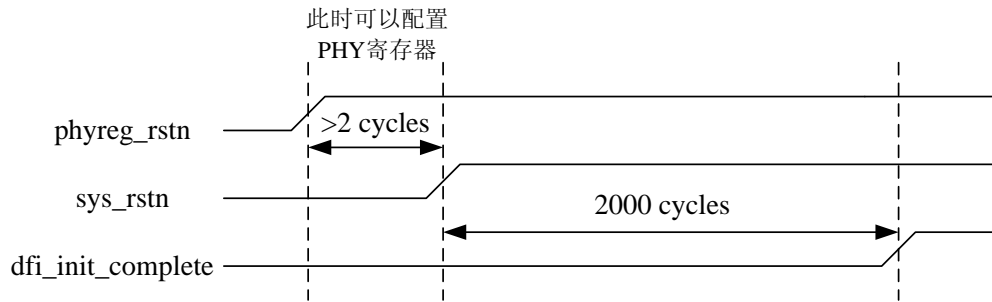 此时可以配置
PHY寄存器
phyreg_rstn
>2 cycles
sys_rstn
2000 cycles
dfi_init_complete